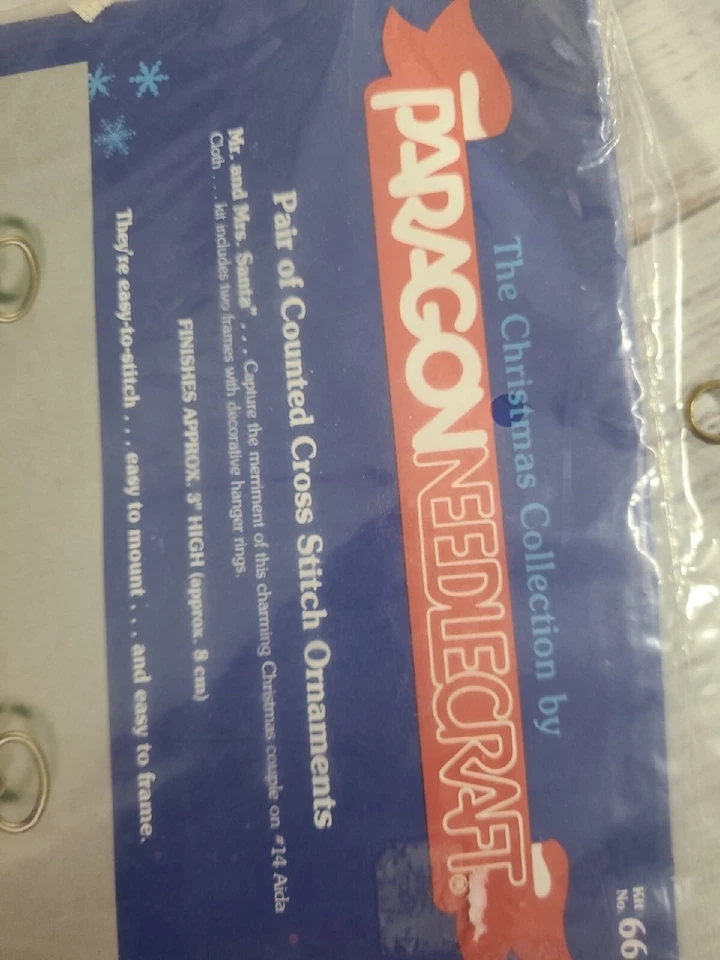 Kit
No. 66
The Christmas Collection by
PARAGON NEEDLECRAFT®
Pair of Counted Cross Stitch Ornaments
Mr. and Mrs. Santa" . . . Capture the merriment of this charming Christmas couple on #14 Aida
Cloth . . . kit includes two frames with decorative hanger rings.
FINISHES APPROX. 3" HIGH (approx. 8 cm)
They're easy-to-stitch . . . easy to mount . . . and easy to frame.